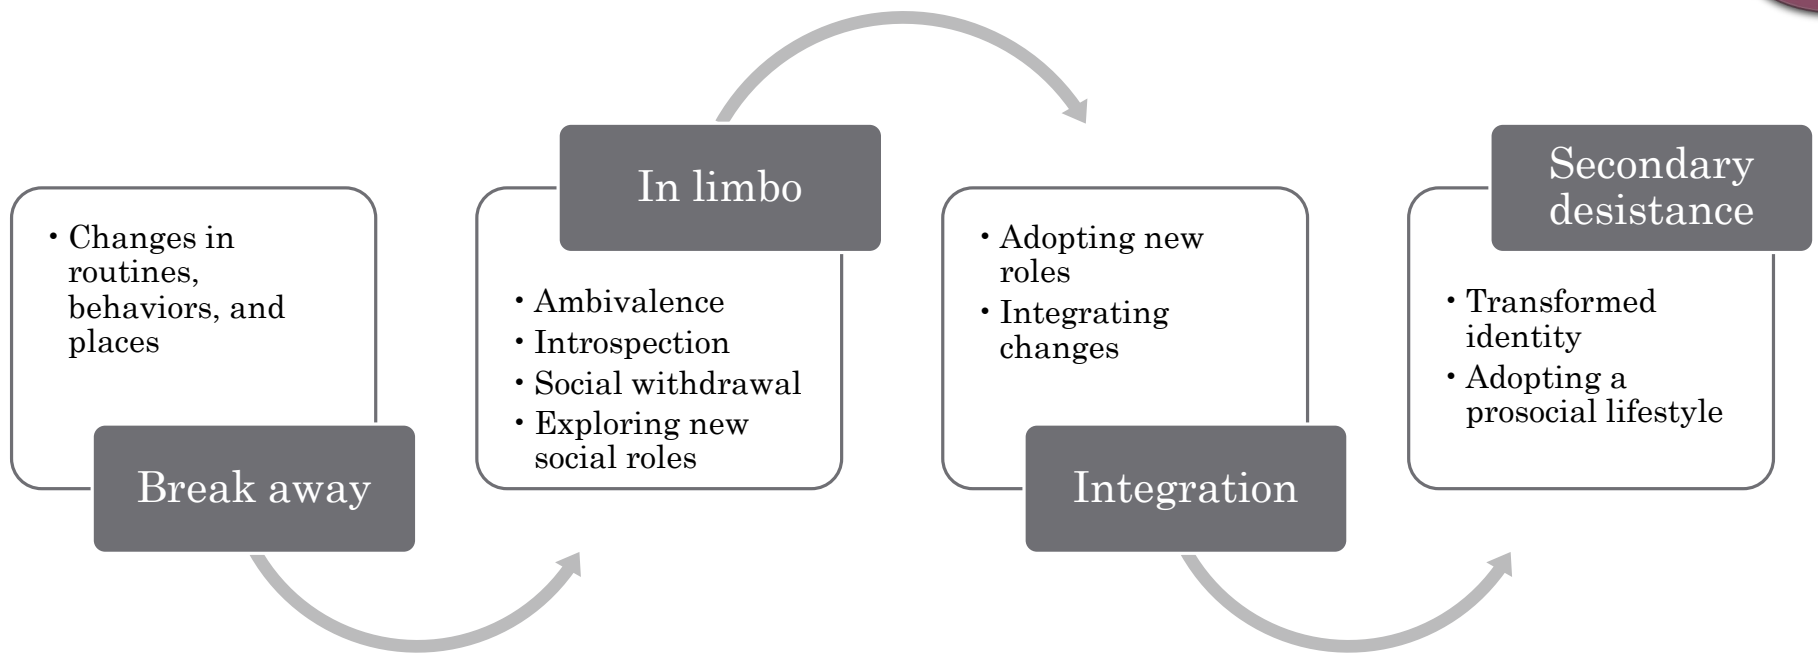 • Changes in
routines,
behaviors, and
places
Break away
In limbo
• Ambivalence
• Introspection
• Social withdrawal
• Exploring new
social roles
• Adopting new
roles
• Integrating
changes
Integration
Secondary
desistance
• Transformed
identity
• Adopting a
prosocial lifestyle